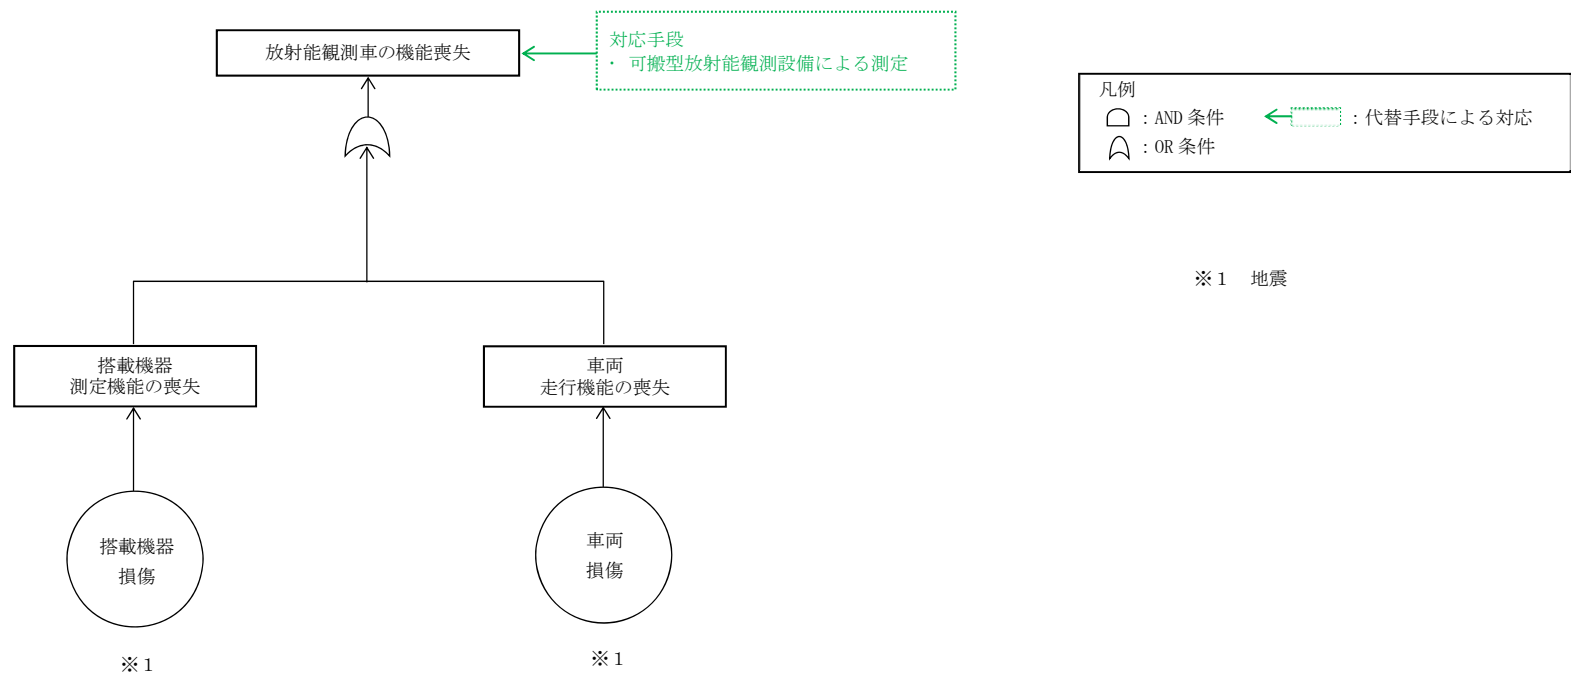 放射能観測車の機能喪失
対応手段
・ 可搬型放射能観測設備による測定
凡例
：AND 条件
：代替手段による対応
：OR 条件
※１　地震
搭載機器
測定機能の喪失
車両
走行機能の喪失
搭載機器
損傷
車両
損傷
※１
※１